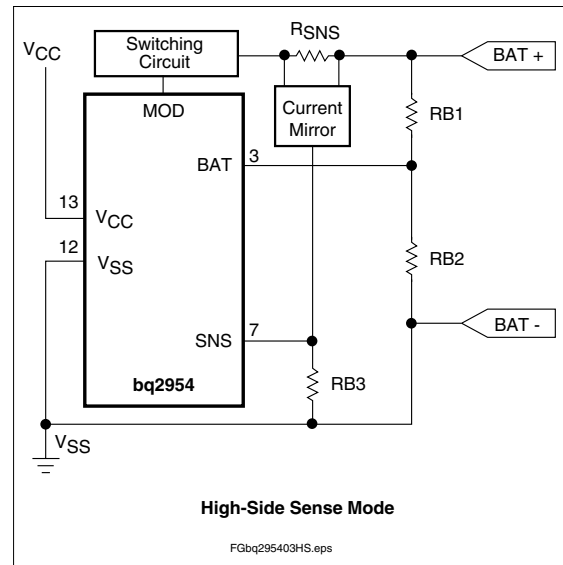 Switching
Circuit
RSNS
VCC
BAT +
MOD
Current
Mirror
RB1
BAT
3
13
VCC
12
VSS
RB2
SNS
7
BAT -
bq2954
RB3
VSS
High-Side Sense Mode
FGbq295403HS.eps